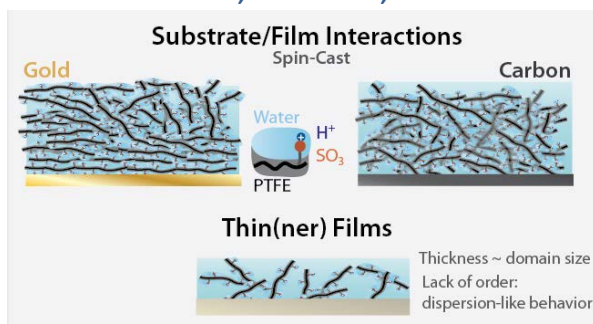 Substrate/Film Interactions
Spin-Cast
Gold
Carbon
Water
H+
SO3
PTFE
Thin(ner) Films
Thickness ~ domain size
Lack of order:
dispersion-like behavior